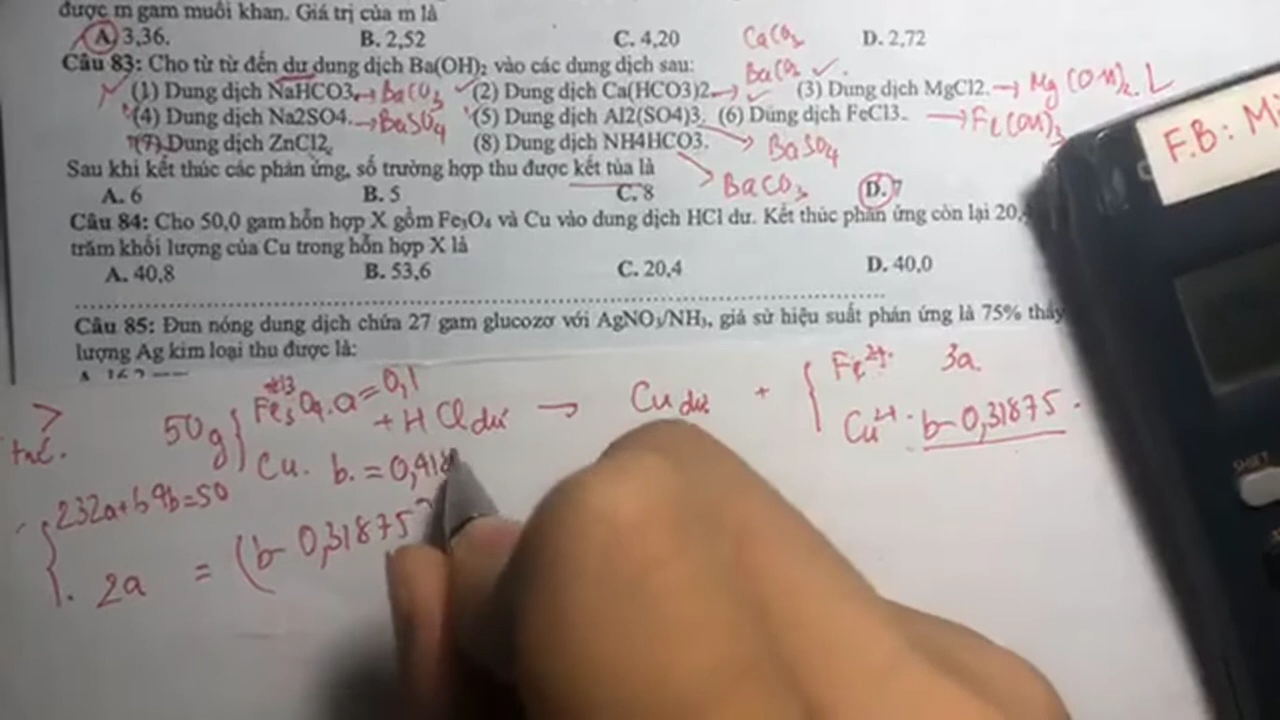 được m gam muối khan. Giá trị của m là
A. 3,36. B. 2,52 C. 4,20 D. 2,72
CaCO3
Câu 83: Cho từ từ đến dư dung dịch Ba(OH)2 vào các dung dịch sau:
BaCO3 ✓.
(1) Dung dịch NaHCO3. → BaCO3 ✓(2) Dung dịch Ca(HCO3)2. → ✓ (3) Dung dịch MgCl2. → Mg(OH)2.
(4) Dung dịch Na2SO4. → BaSO4 (5) Dung dịch Al2(SO4)3. (6) Dung dịch FeCl3. → Fe(OH)3
(7) Dung dịch ZnCl2. (8) Dung dịch NH4HCO3. BaSO4
Sau khi kết thúc các phản ứng, số trường hợp thu được kết tủa là
BaCO3
A. 6 B. 5 C. 8 D. 7
Câu 84: Cho 50,0 gam hỗn hợp X gồm Fe3O4 và Cu vào dung dịch HCl dư. Kết thúc phản ứng còn lại 20,
trăm khối lượng của Cu trong hỗn hợp X là
A. 40,8 B. 53,6 C. 20,4 D. 40,0
Câu 85: Đun nóng dung dịch chứa 27 gam glucozơ với AgNO3/NH3, giả sử hiệu suất phản ứng là 75% thấy
lượng Ag kim loại thu được là:
50g { Fe3O4. a = 0,1 + HCl dư → Cu dư + { Fe2+. 3a
Cu. b. = 0,418 Cu2+. b - 0,31875.
{ 232a + 64b = 50
2a = (b - 0,31875
F.B: Mi
SHIFT